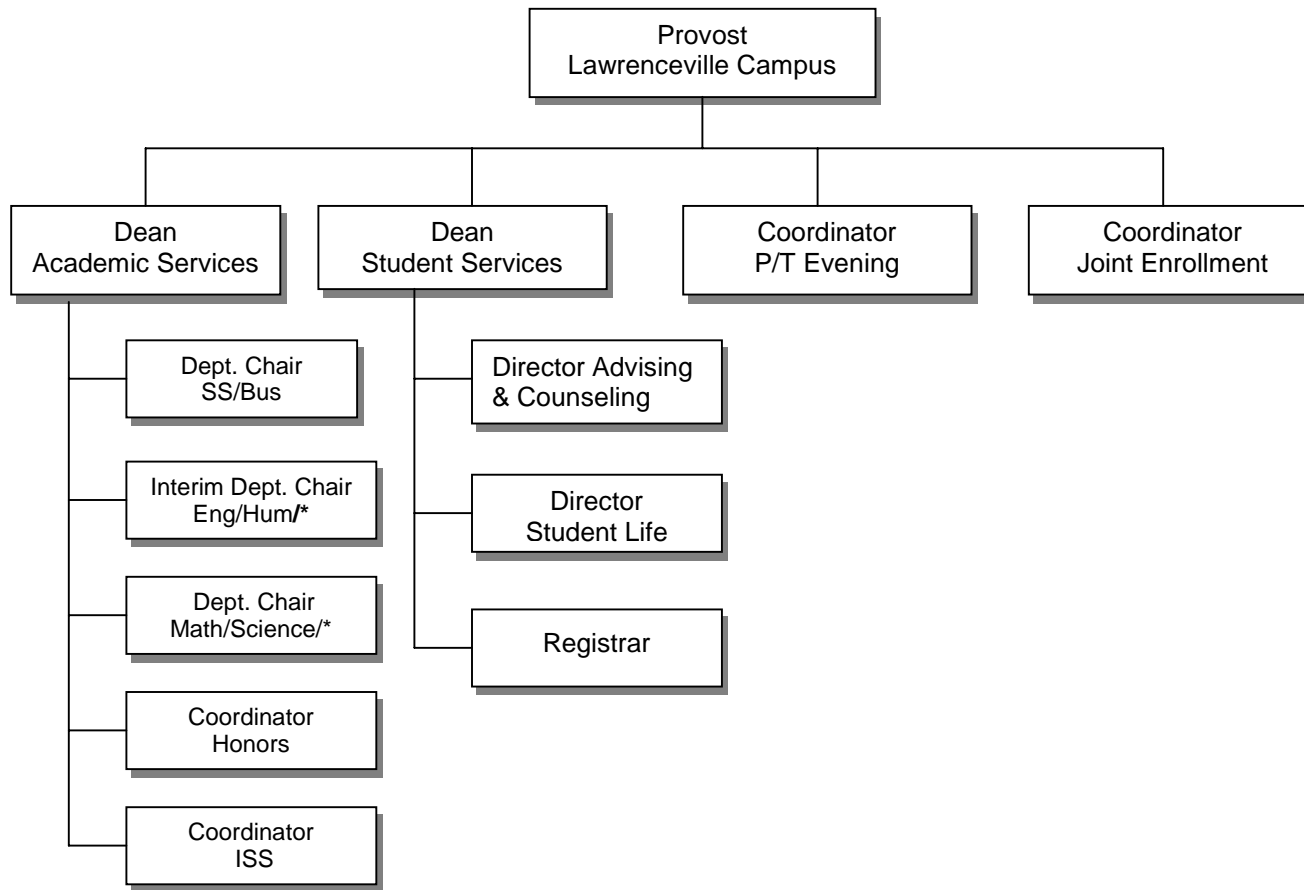 Provost
Lawrenceville Campus
Dean
Academic Services
Dean
Student Services
Coordinator
P/T Evening
Coordinator
Joint Enrollment
Dept. Chair
SS/Bus
Interim Dept. Chair
Eng/Hum/*
Dept. Chair
Math/Science/*
Coordinator
Honors
Coordinator
ISS
Director Advising
& Counseling
Director
Student Life
Registrar